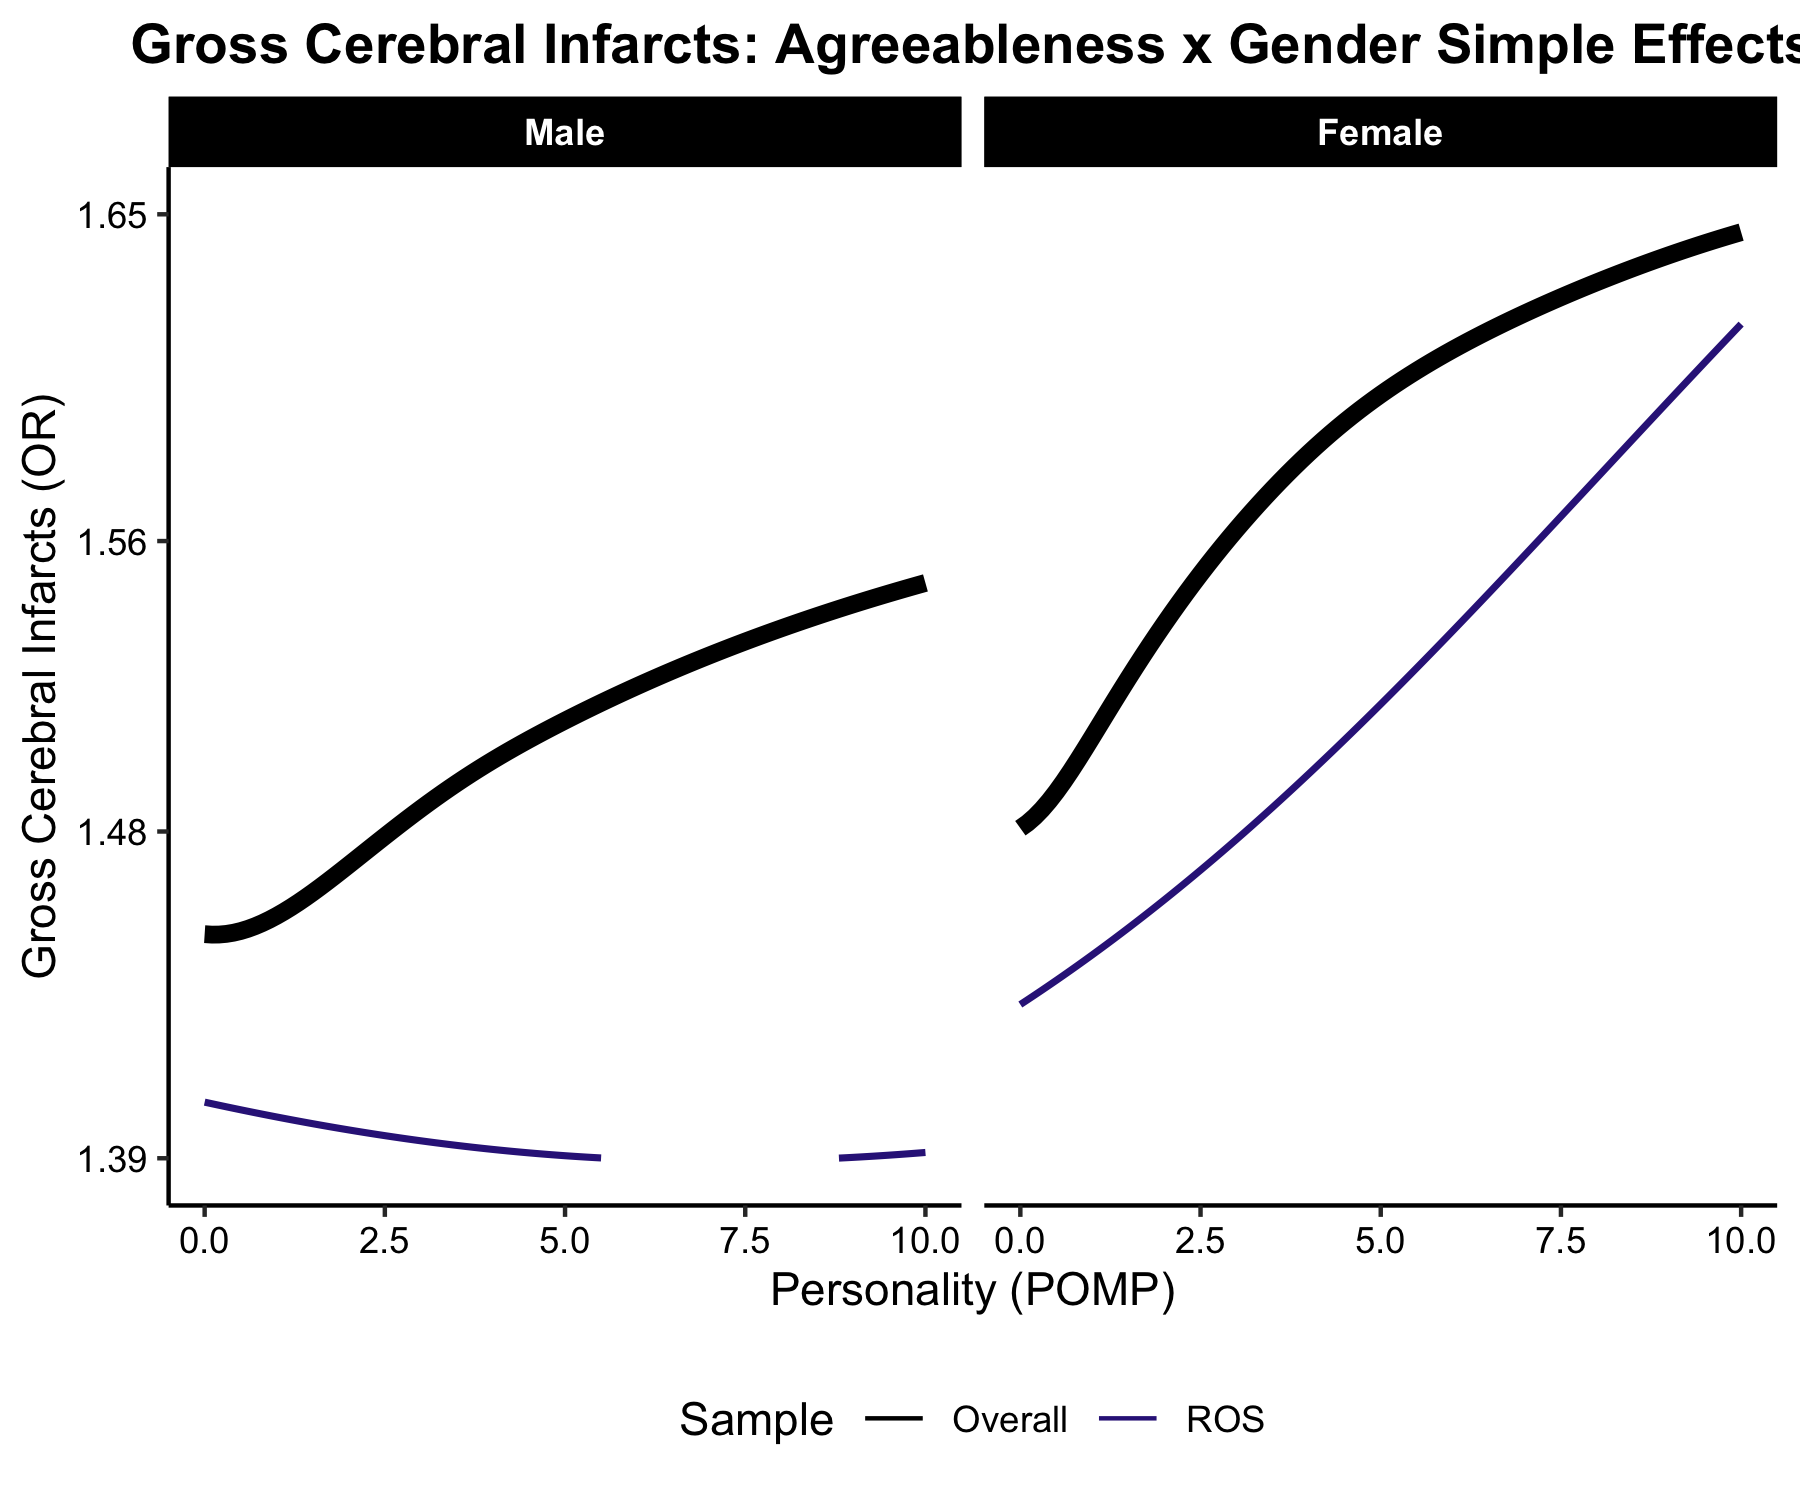 Gross Cerebral Infarcts: Agreeableness x Gender Simple Effects
Male Female
Gross Cerebral Infarcts (OR)
1.65
1.56
1.48
1.39
0.0 2.5 5.0 7.5 10.0 0.0 2.5 5.0 7.5 10.0
Personality (POMP)
Sample Overall ROS